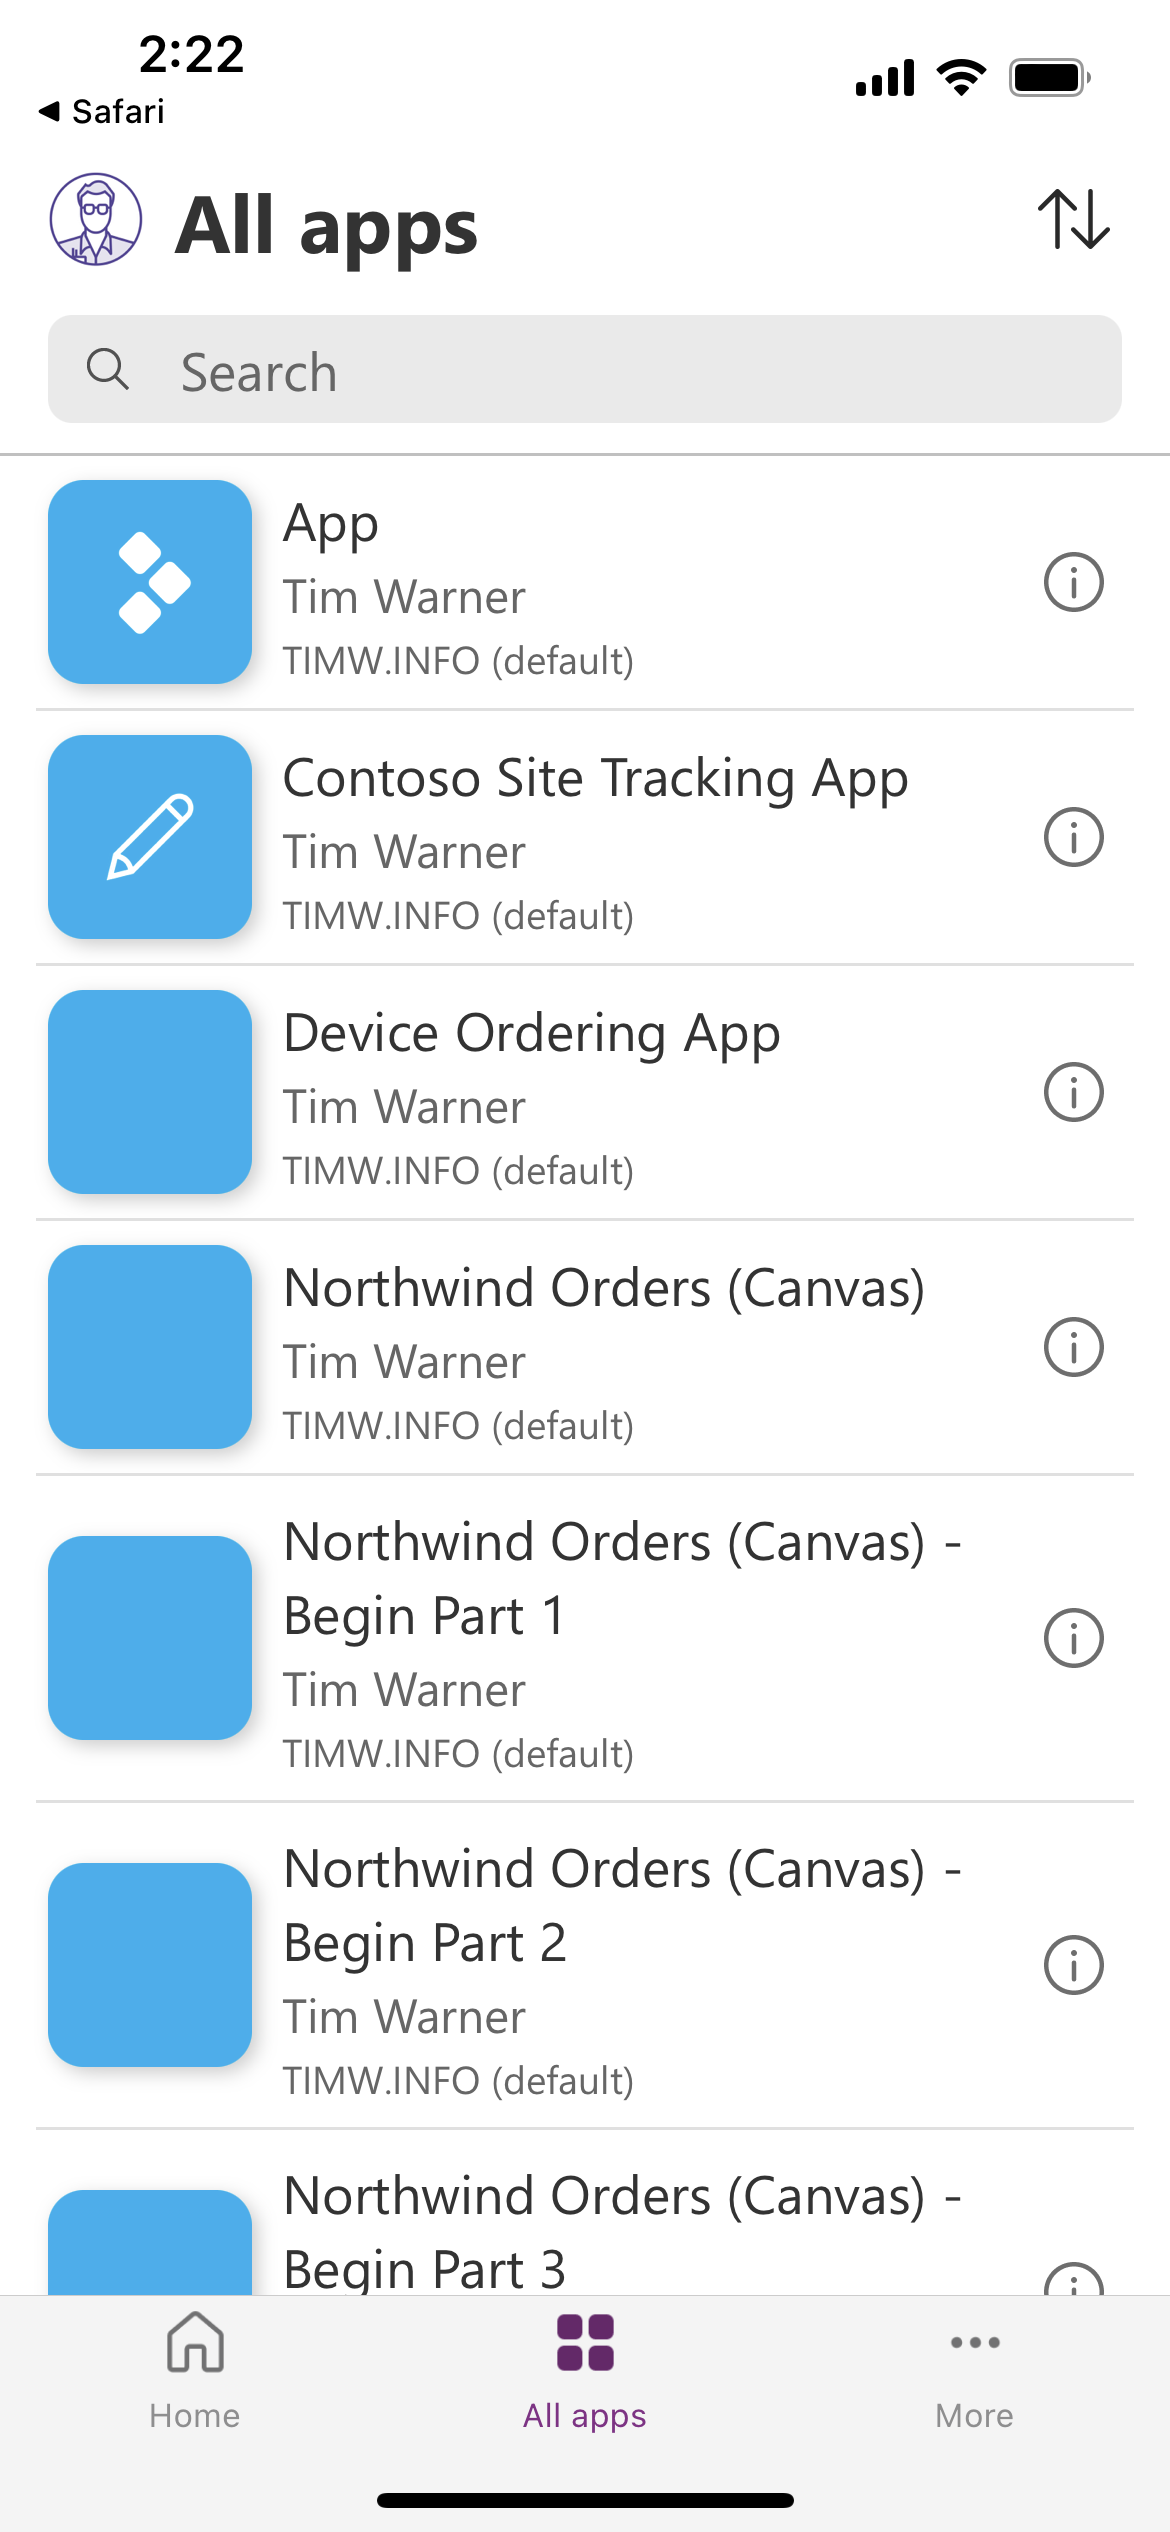 2:22
◀ Safari
All apps
Search
App
Tim Warner
TIMW.INFO (default)
Contoso Site Tracking App
Tim Warner
TIMW.INFO (default)
Device Ordering App
Tim Warner
TIMW.INFO (default)
Northwind Orders (Canvas)
Tim Warner
TIMW.INFO (default)
Northwind Orders (Canvas) -
Begin Part 1
Tim Warner
TIMW.INFO (default)
Northwind Orders (Canvas) -
Begin Part 2
Tim Warner
TIMW.INFO (default)
Northwind Orders (Canvas) -
Begin Part 3
Home
All apps
More